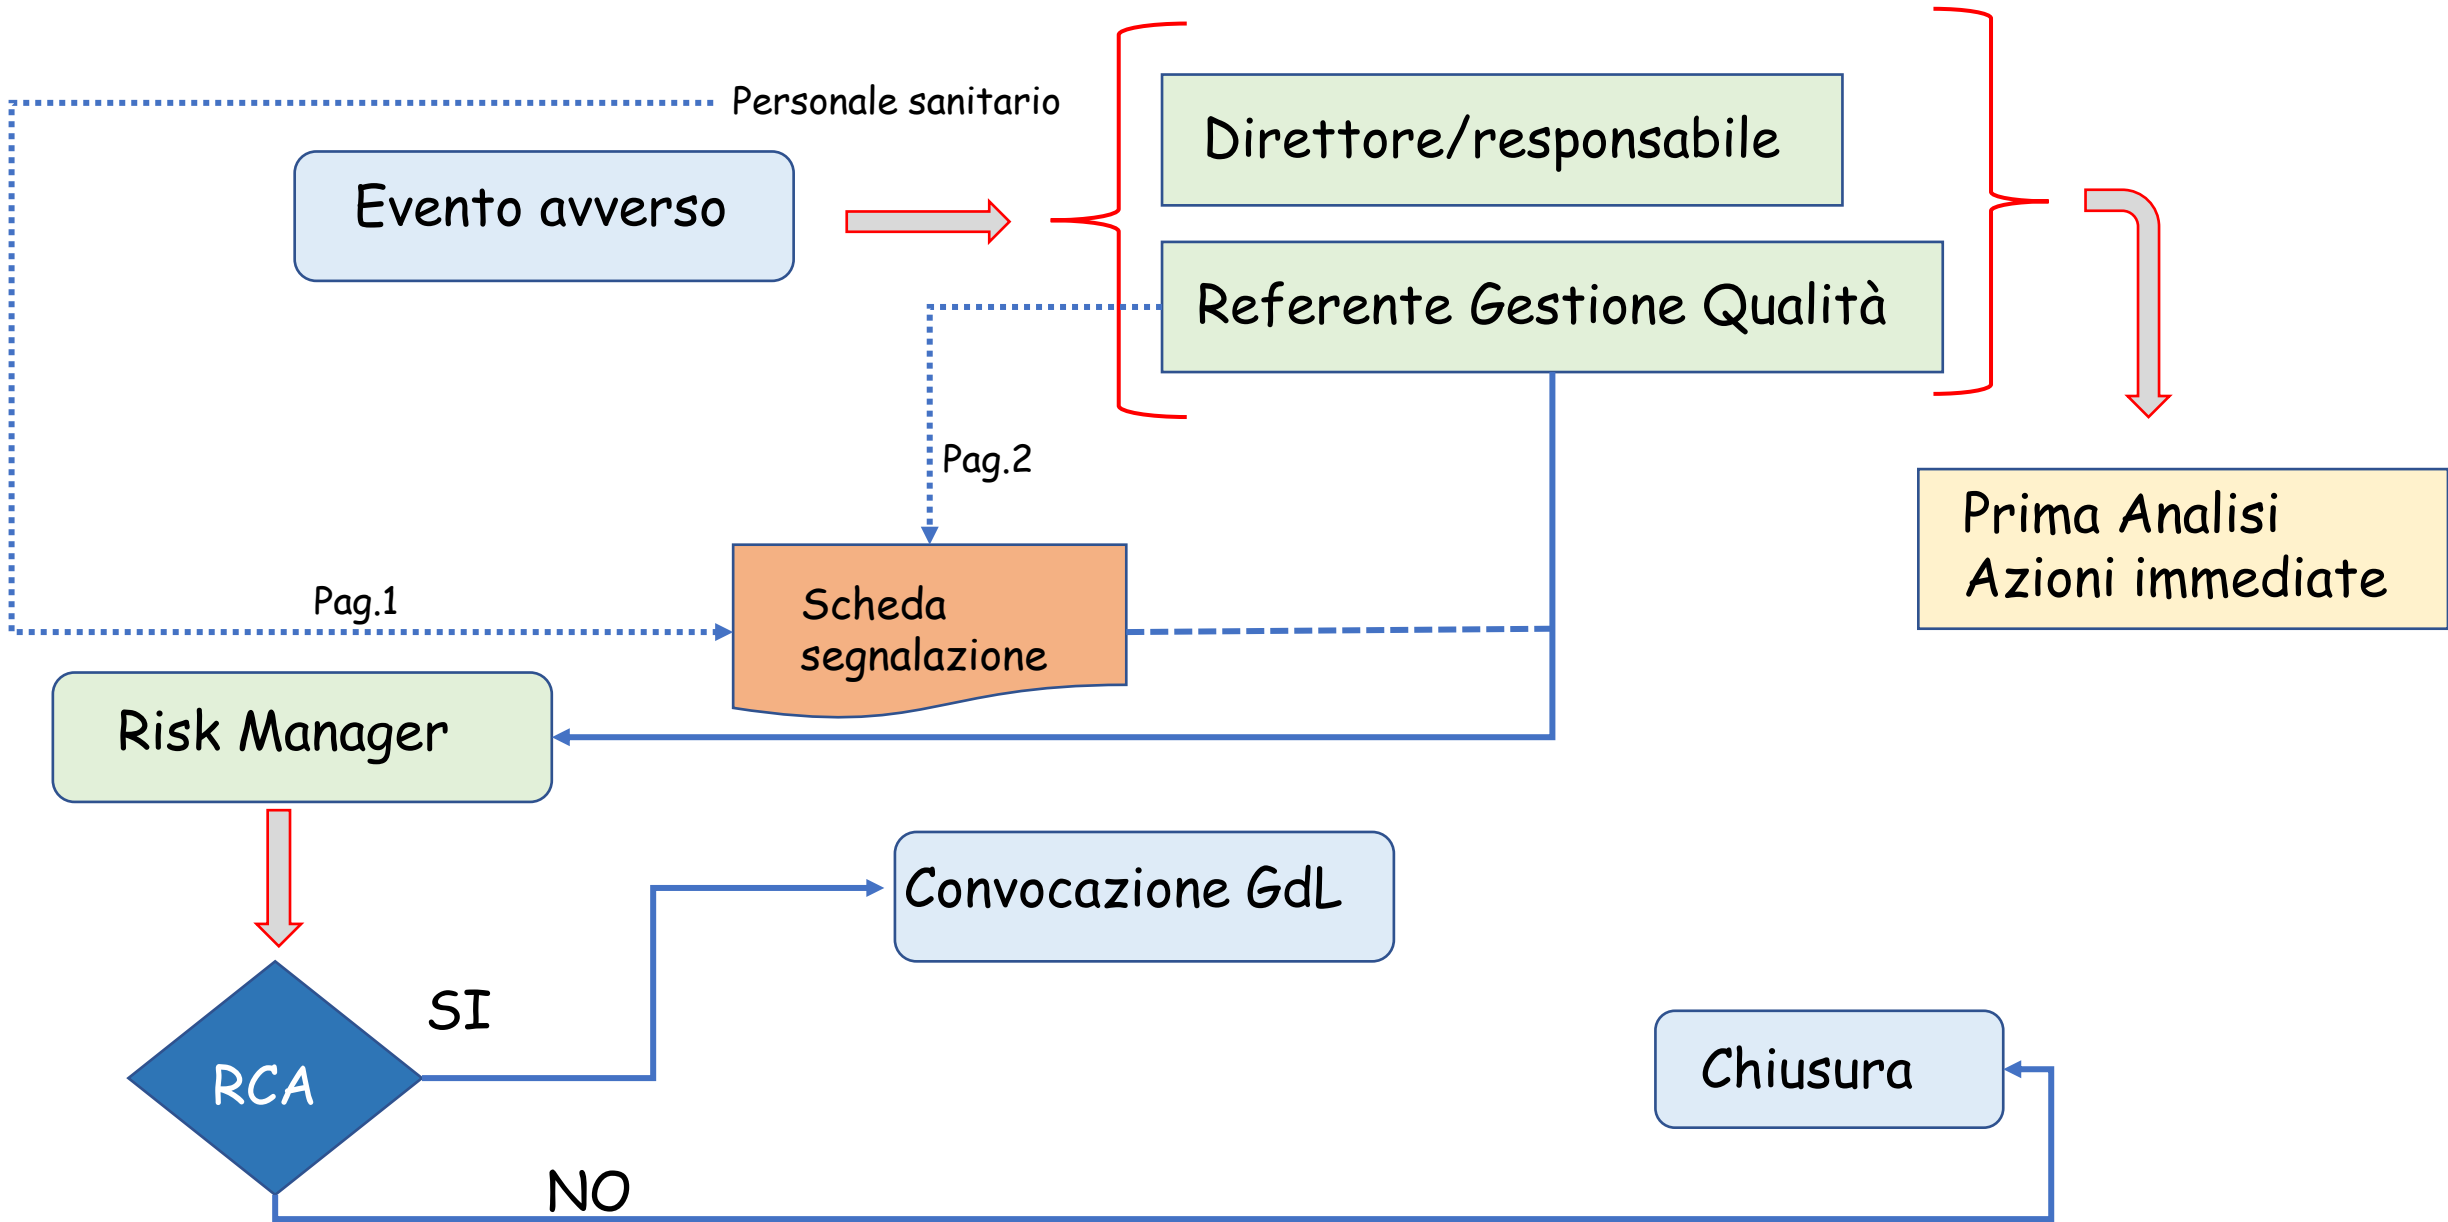 Personale sanitario
Direttore/responsabile
Evento avverso
Referente Gestione Qualità
Pag.2
Prima Analisi
Azioni immediate
Pag.1
Scheda
segnalazione
Risk Manager
Convocazione GdL
SI
RCA
Chiusura
NO